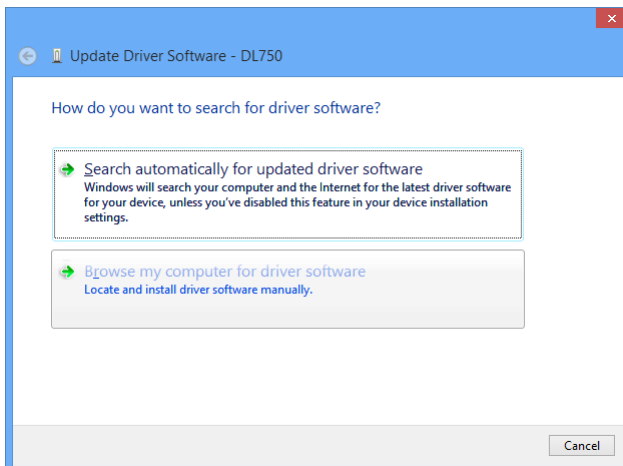 Update Driver Software - DL750
How do you want to search for driver software?
Search automatically for updated driver software
Windows will search your computer and the Internet for the latest driver software
for your device, unless you've disabled this feature in your device installation
settings.
Browse my computer for driver software
Locate and install driver software manually.
Cancel